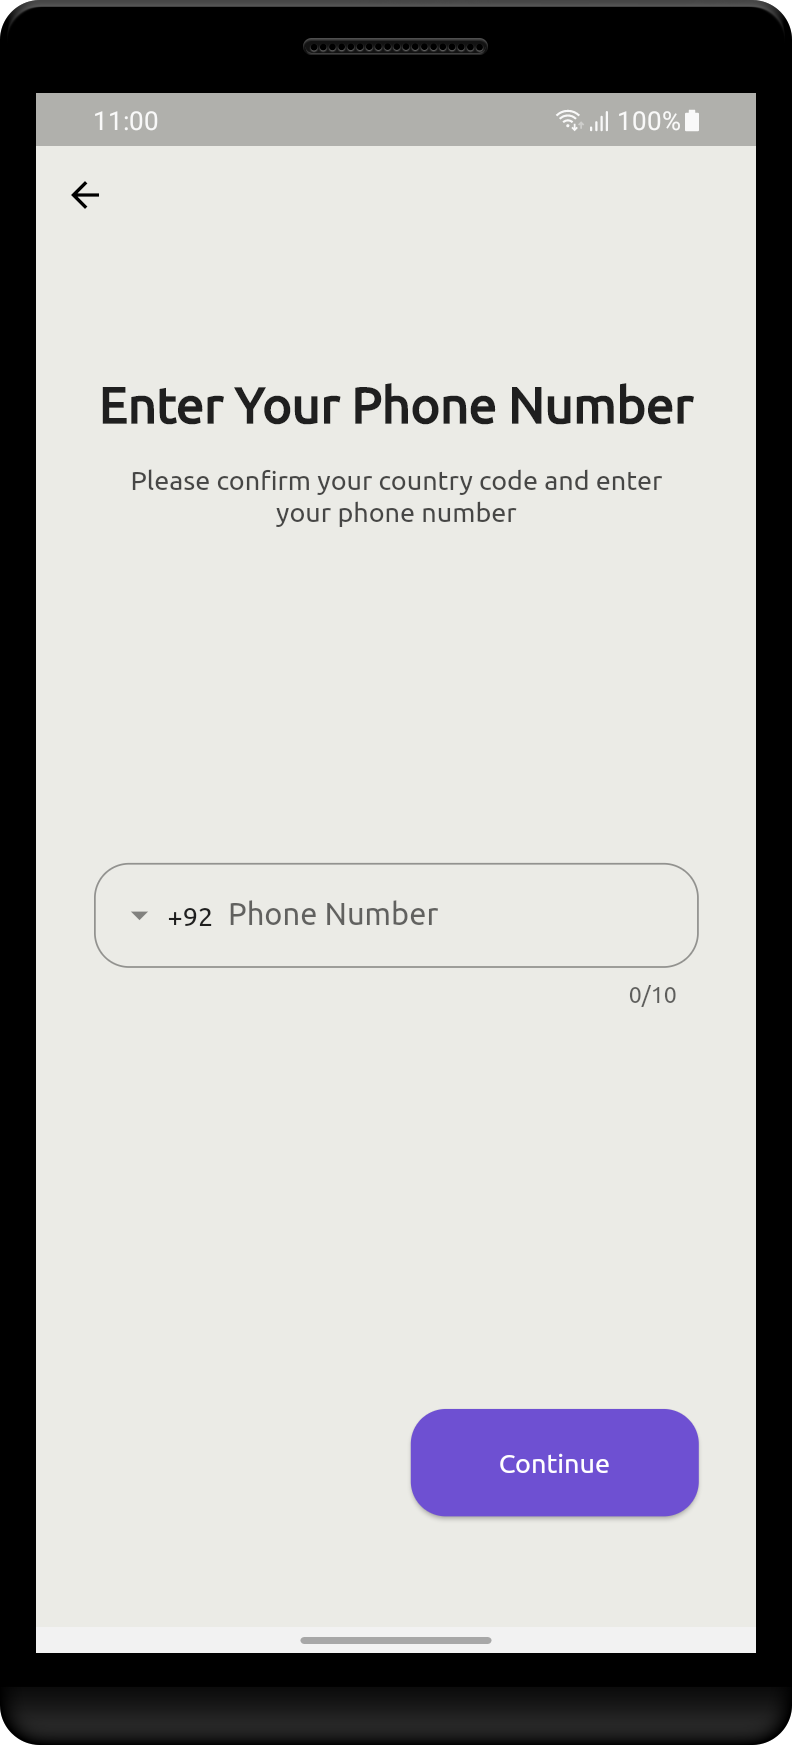 11:00 100%
Enter Your Phone Number
Please confirm your country code and enter
your phone number
+92 Phone Number
0/10
Continue